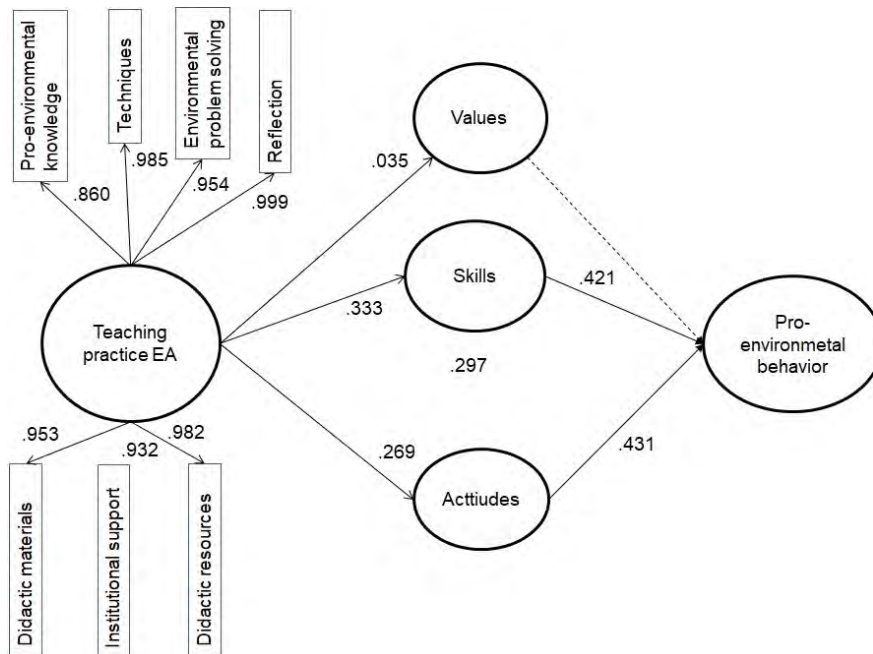 Pro-environmental
knowledge
Techniques
Environmental
problem solving
Reflection
.860
.985
.954
.999
Values
.035
Skills
.333
.421
Teaching
practice EA
.297
Pro-
environmetal
behavior
.953
.932
.982
.269
.431
Acttiudes
Didactic materials
Institutional support
Didactic resources